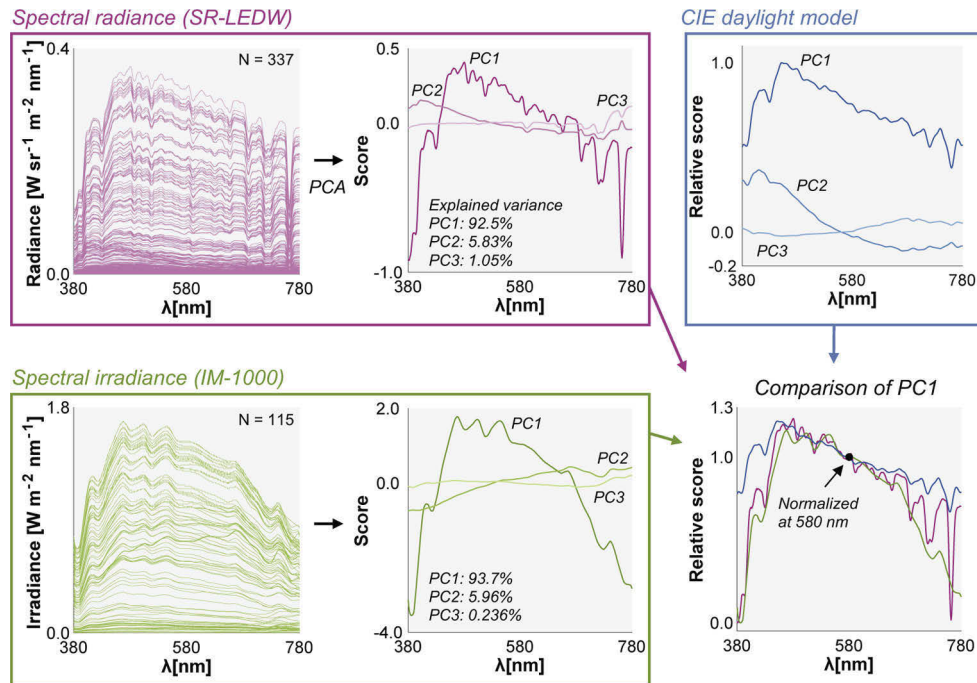 Spectral radiance (SR-LEDW)
0.4
N = 337
Radiance [W sr⁻¹ m⁻² nm⁻¹]
0.0
380
580
780
λ[nm]
PCA
0.5
PC1
PC2
PC3
0.0
Score
Explained variance
PC1: 92.5%
PC2: 5.83%
PC3: 1.05%
-1.0
380
580
780
λ[nm]
CIE daylight model
1.0
PC1
Relative score
PC2
0.0
PC3
-0.2
380
580
780
λ[nm]
Spectral irradiance (IM-1000)
1.8
N = 115
Irradiance [W m⁻² nm⁻¹]
0.0
380
580
780
λ[nm]
2.0
PC1
PC2
0.0
PC3
Score
PC1: 93.7%
PC2: 5.96%
PC3: 0.236%
-4.0
380
580
780
λ[nm]
Comparison of PC1
1.3
1.0
Relative score
Normalized
at 580 nm
0.0
380
580
780
λ[nm]